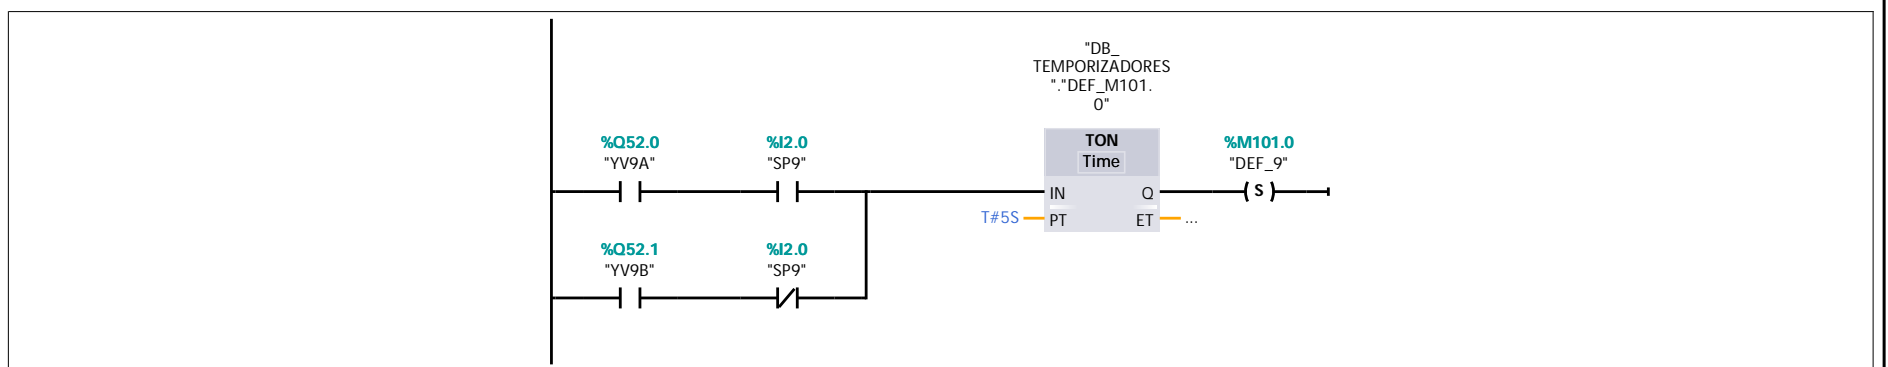 "DB_
TEMPORIZADORES
"."DEF_M101.
0"
%Q52.0
"YV9A"
%I2.0
"SP9"
TON
Time
%M101.0
"DEF_9"
IN
Q
S
T#5S
PT
ET
...
%Q52.1
"YV9B"
%I2.0
"SP9"